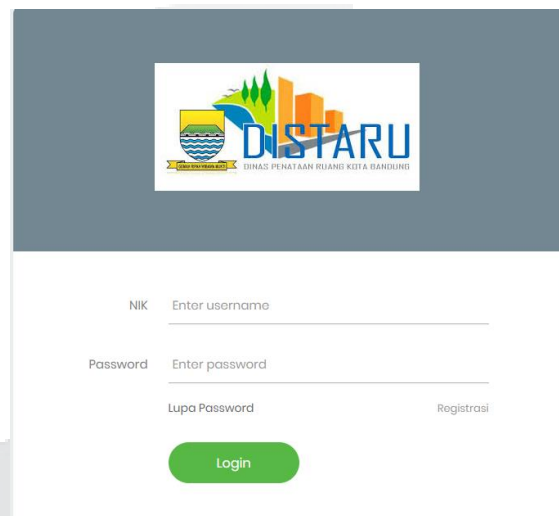 DISTARU
DINAS PENATAAN RUANG KOTA BANDUNG
NIK Enter username
Password Enter password
Lupa Password Registrasi
Login